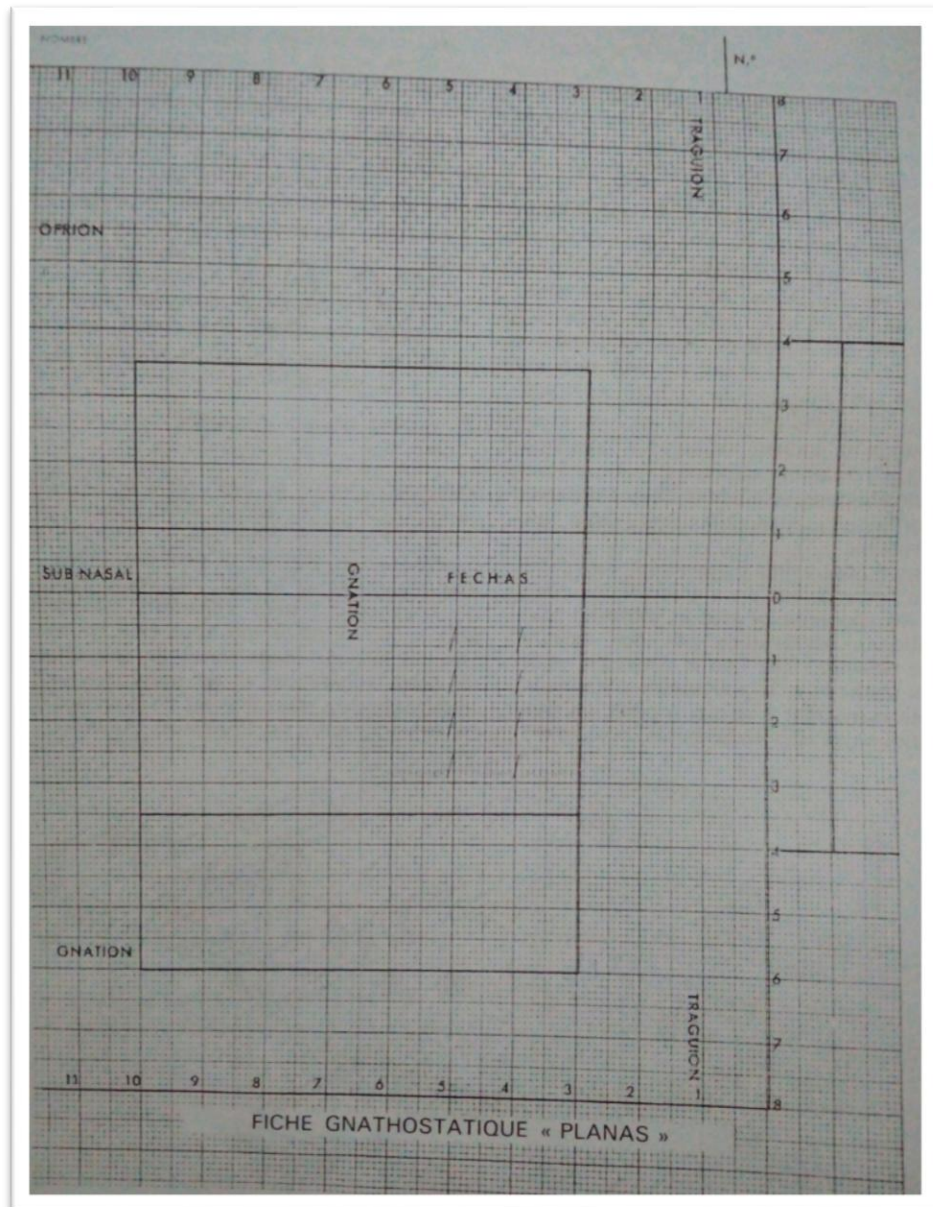 NOMBRE
N.º
11 10 9 8 7 6 5 4 3 2 1 8
TRAGUIÓN
7
6
OPRION
5
4
3
2
1
SUB NASAL
GNATION
FECHAS
0
1
2
3
4
5
GNATION
6
TRAGUION
7
11 10 9 8 7 6 5 4 3 2 1 8
FICHE GNATHOSTATIQUE « PLANAS »